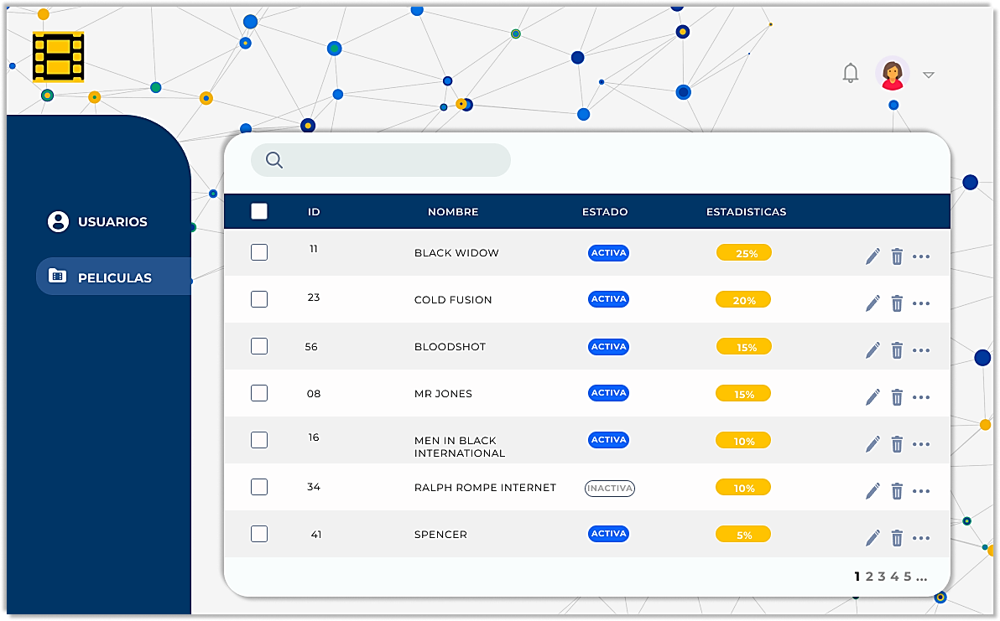 USUARIOS
PELICULAS
ID NOMBRE ESTADO ESTADISTICAS
11 BLACK WIDOW ACTIVA 25%
23 COLD FUSION ACTIVA 20%
56 BLOODSHOT ACTIVA 15%
08 MR JONES ACTIVA 15%
16 MEN IN BLACK ACTIVA 10%
INTERNATIONAL
34 RALPH ROMPE INTERNET INACTIVA 10%
41 SPENCER ACTIVA 5%
1 2 3 4 5 ...